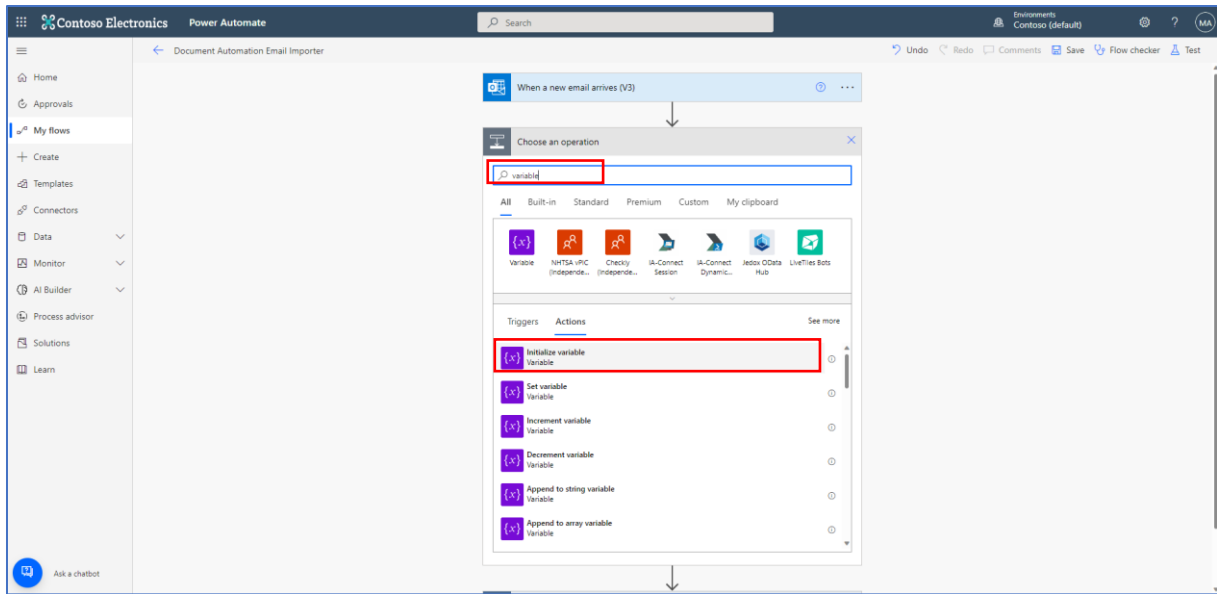 Contoso Electronics Power Automate
Search
Environments
Contoso (default)
?
MA
Document Automation Email Importer
Undo Redo Comments Save Flow checker Test
Home
Approvals
My flows
Create
Templates
Connectors
Data
Monitor
AI Builder
Process advisor
Solutions
Learn
Ask a chatbot
When a new email arrives (V3)
Choose an operation
variable
All Built-in Standard Premium Custom My clipboard
{x}
Variable NHTSA vPIC (Independe... Checkly (Independe... IA-Connect Session IA-Connect Dynamic... Jedox OData Hub LiveTiles Bots
Triggers Actions See more
{x} Initialize variable
Variable
{x} Set variable
Variable
{x} Increment variable
Variable
{x} Decrement variable
Variable
{x} Append to string variable
Variable
{x} Append to array variable
Variable